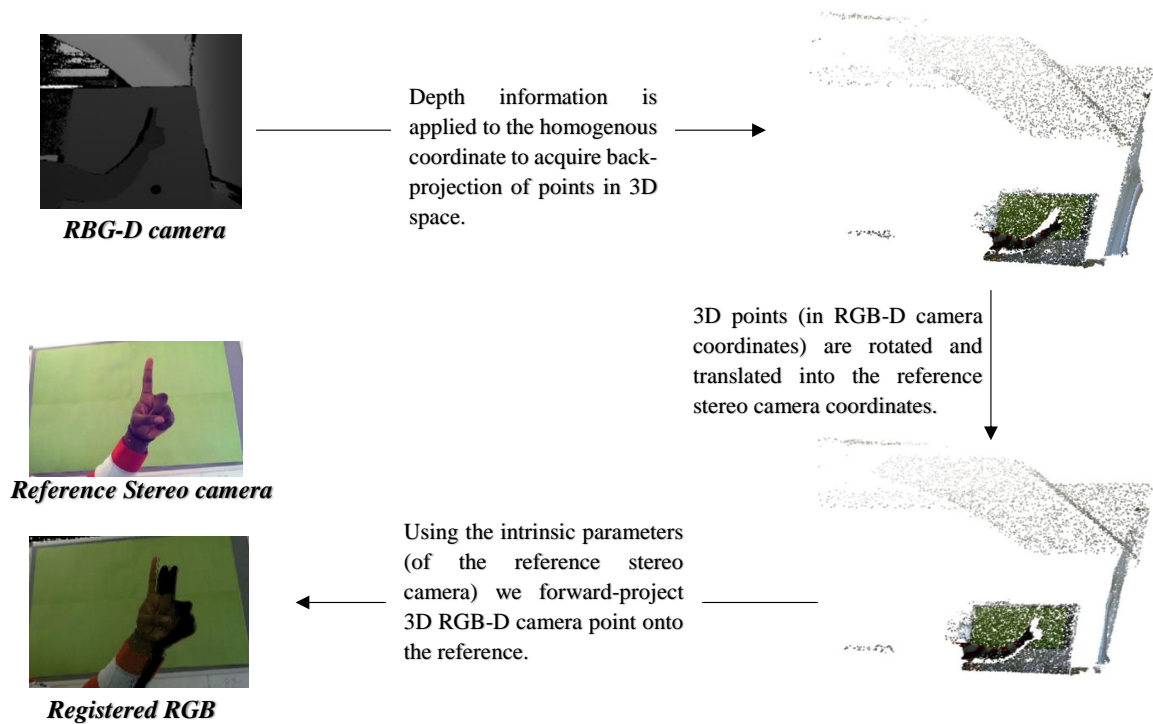 Depth information is
applied to the homogenous
coordinate to acquire back-
projection of points in 3D
space.
RBG-D camera
3D points (in RGB-D camera
coordinates) are rotated and
translated into the reference
stereo camera coordinates.
Reference Stereo camera
Using the intrinsic parameters
(of the reference stereo
camera) we forward-project
3D RGB-D camera point onto
the reference.
Registered RGB